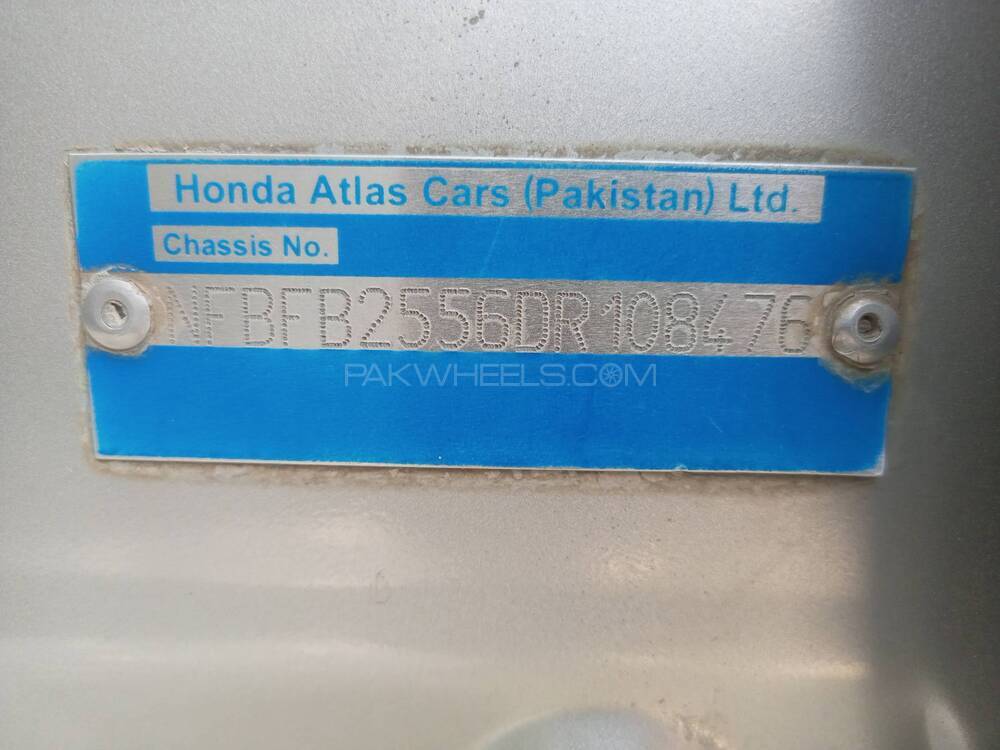 Honda Atlas Cars (Pakistan) Ltd.
Chassis No.
NFBFB2556DR108476
PAKWHEELS.COM